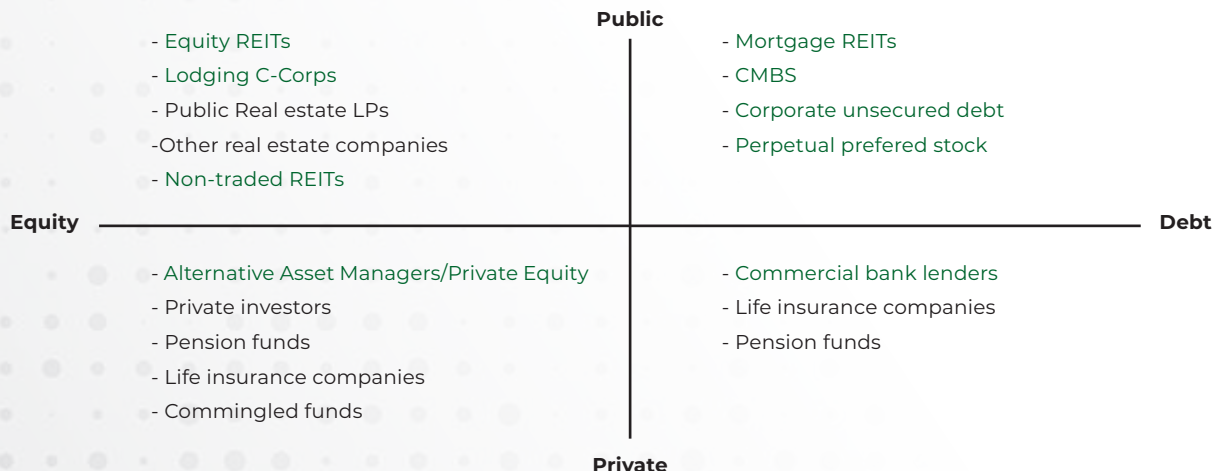 Public
- Equity REITs
- Lodging C-Corps
- Public Real estate LPs
-Other real estate companies
- Non-traded REITs
- Mortgage REITs
- CMBS
- Corporate unsecured debt
- Perpetual prefered stock
Equity
Debt
- Alternative Asset Managers/Private Equity
- Private investors
- Pension funds
- Life insurance companies
- Commingled funds
- Commercial bank lenders
- Life insurance companies
- Pension funds
Private